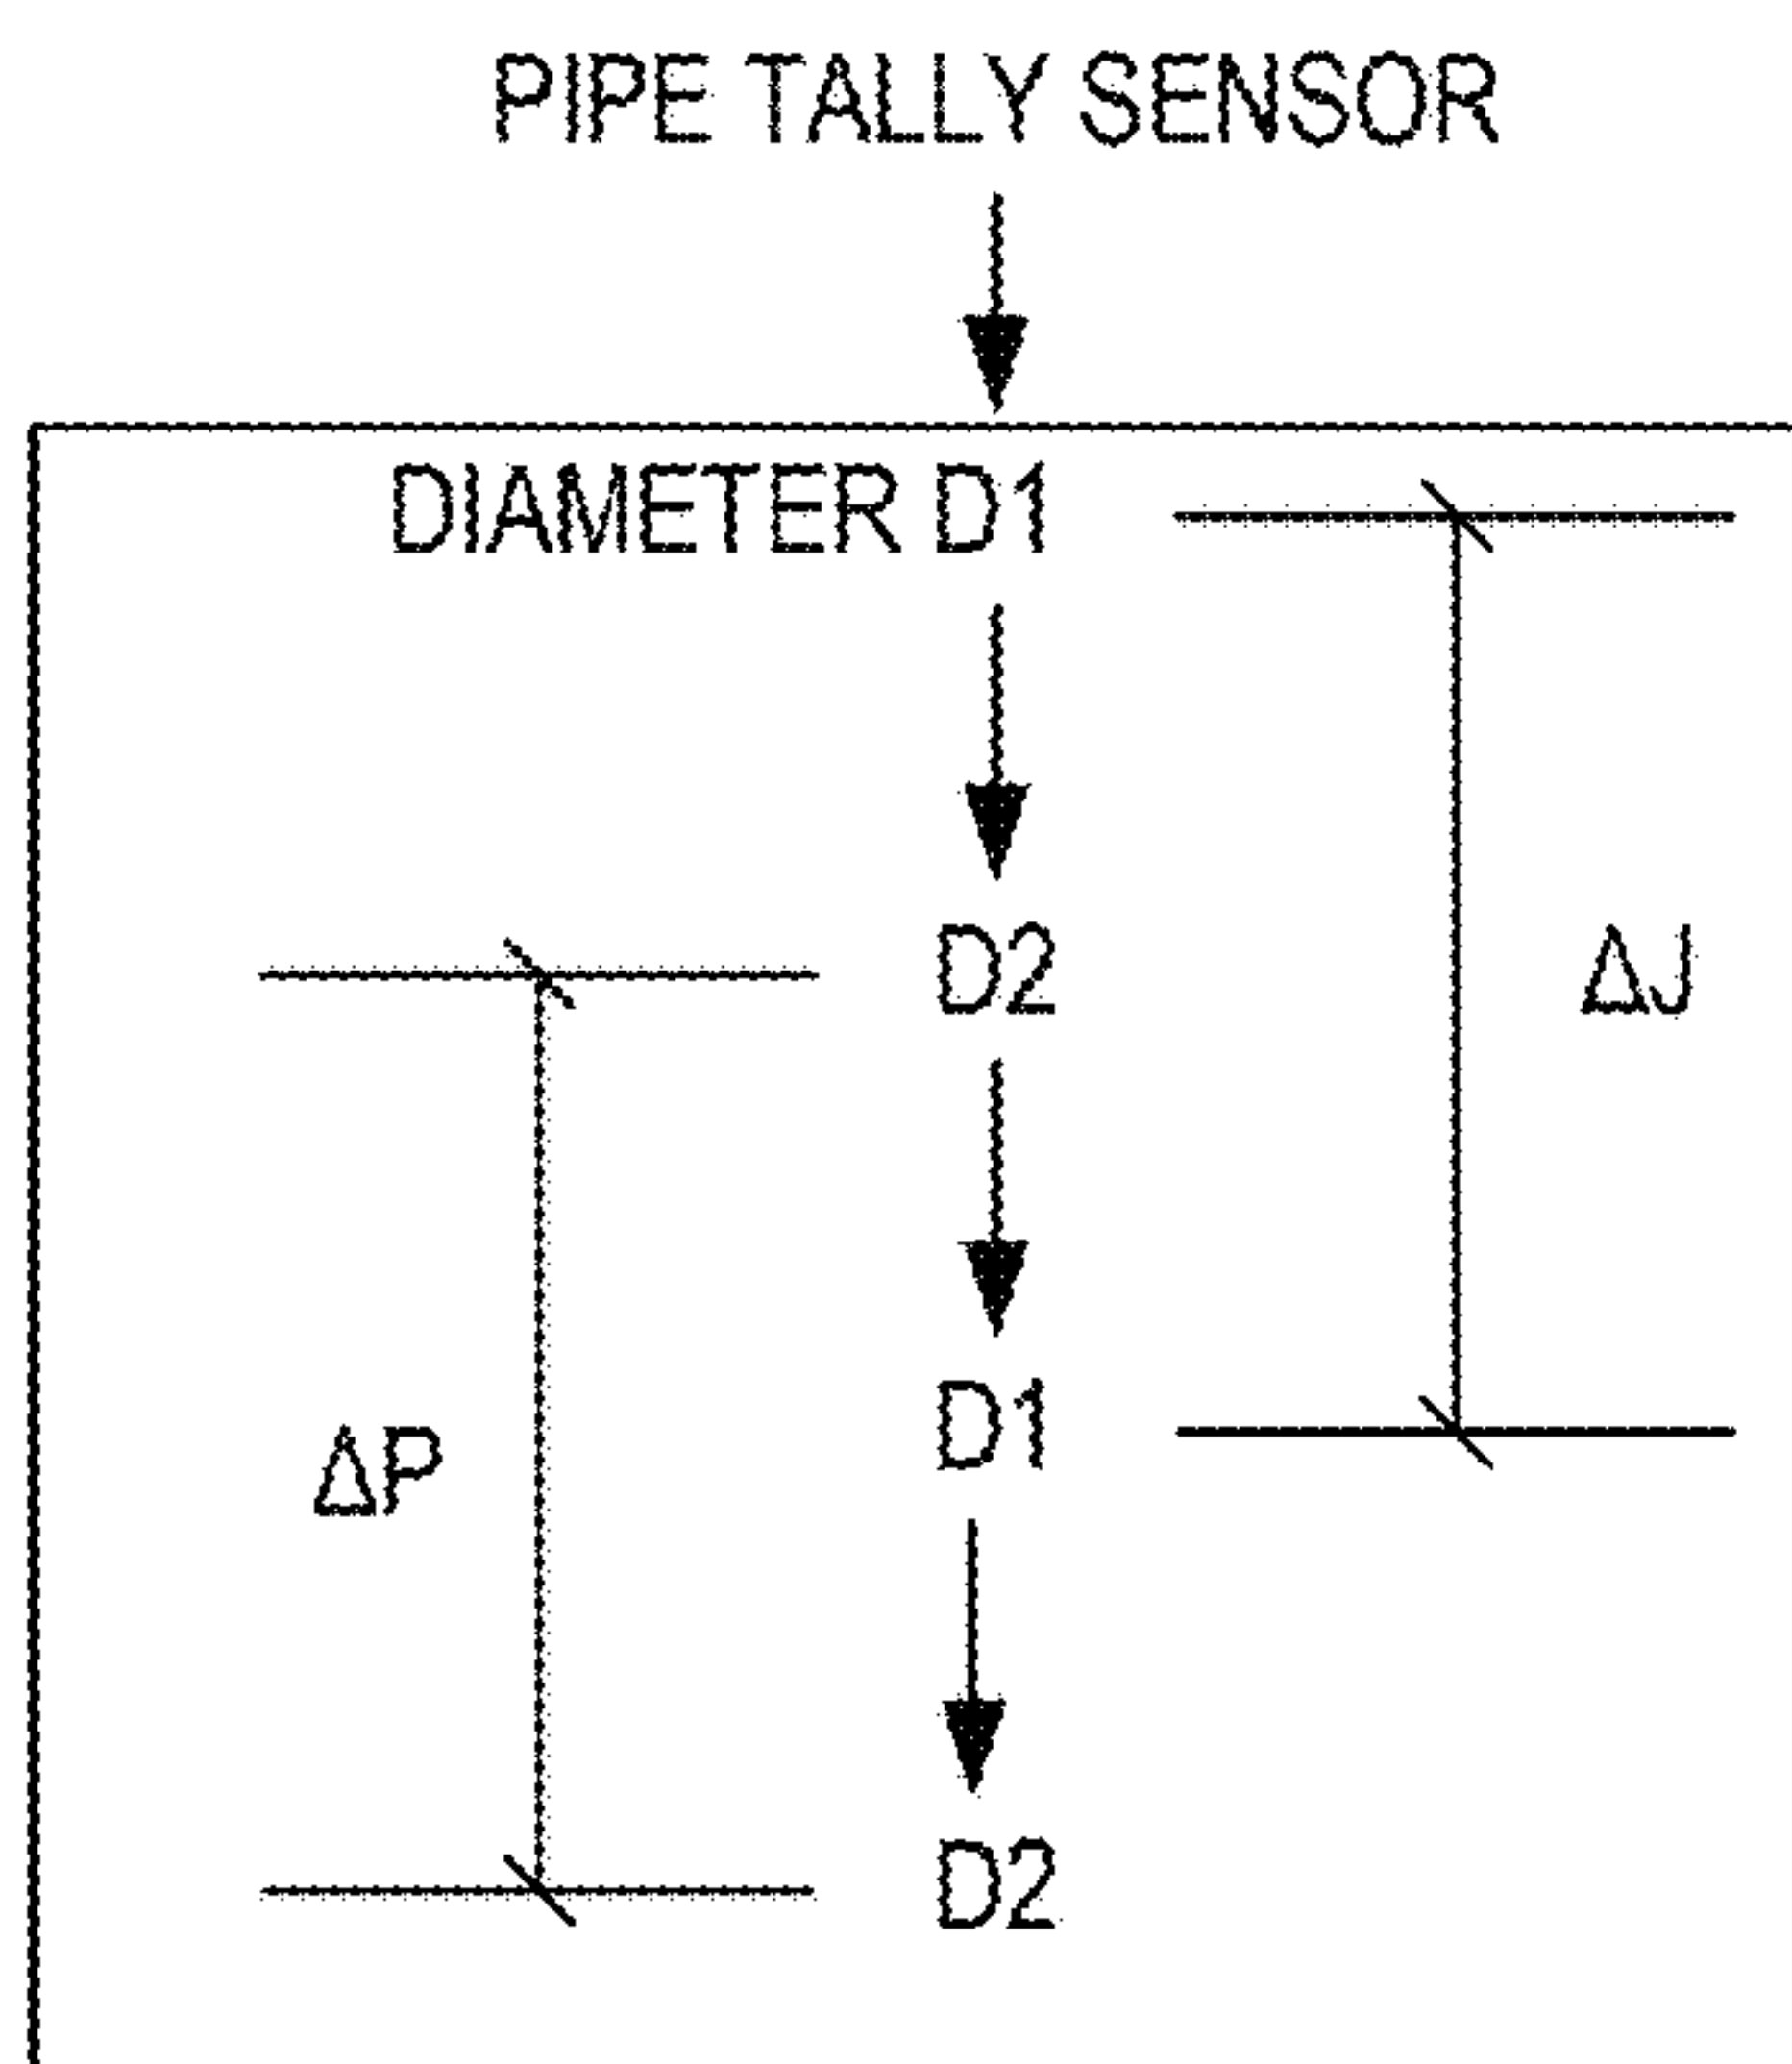 PIPE TALLY SENSOR
DIAMETER D1
D2
ΔJ
D1
ΔP
D2